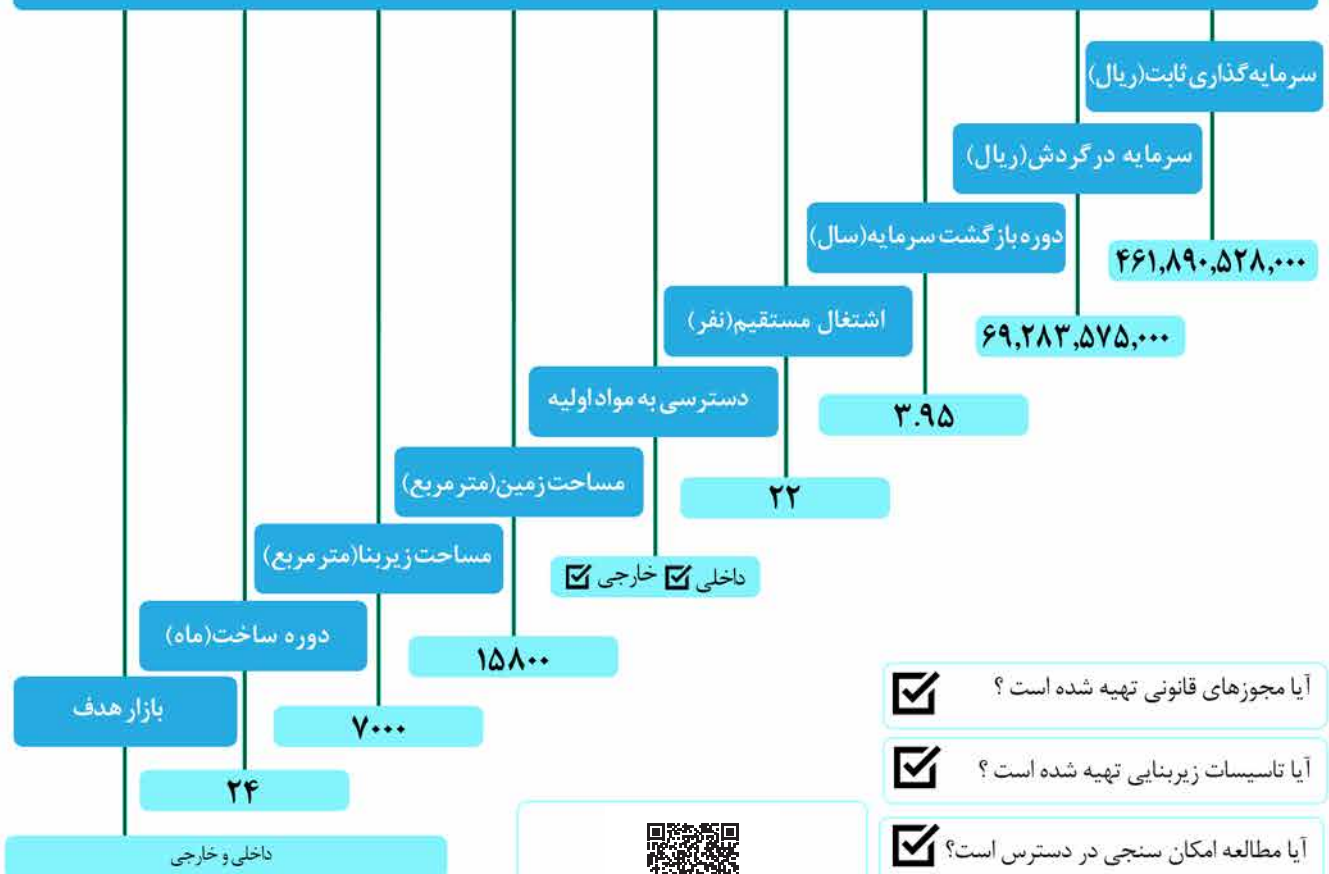 سرمایه‌گذاری ثابت(ریال)
۴۶۱,۸۹۰,۵۲۸,۰۰۰
سرمایه در گردش(ریال)
۶۹,۲۸۳,۵۷۵,۰۰۰
دوره بازگشت سرمایه(سال)
۳.۹۵
اشتغال مستقیم(نفر)
۲۲
دسترسی به مواد اولیه
داخلی ☑ خارجی ☑
مساحت زمین(متر مربع)
۱۵۸۰۰
مساحت زیربنا(متر مربع)
۷۰۰۰
دوره ساخت(ماه)
۲۴
بازار هدف
داخلی و خارجی
آیا مجوزهای قانونی تهیه شده است ؟ ☑
آیا تاسیسات زیربنایی تهیه شده است ؟ ☑
آیا مطالعه امکان سنجی در دسترس است؟ ☑